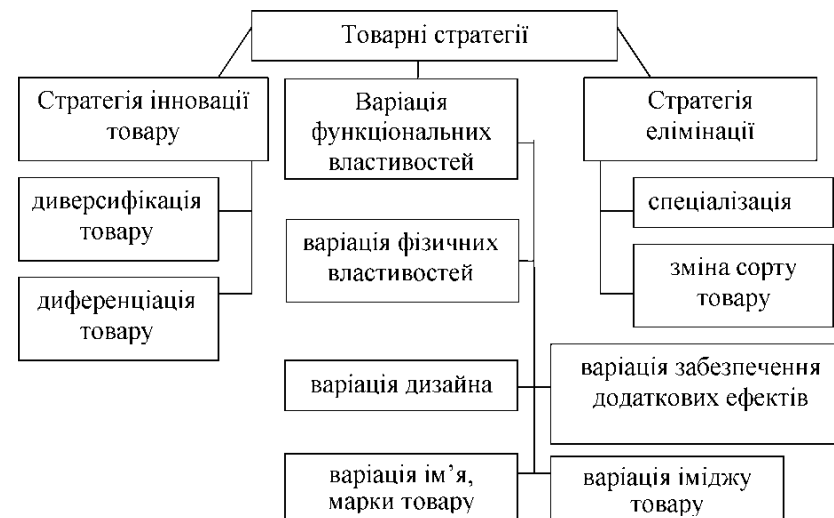 Товарні стратегії
Стратегія інновації
товару
Варіація
функціональних
властивостей
Стратегія
елімінації
диверсифікація
товару
спеціалізація
варіація фізичних
властивостей
зміна сорту
товару
диференціація
товару
варіація дизайна
варіація забезпечення
додаткових ефектів
варіація ім’я,
марки товару
варіація іміджу
товару